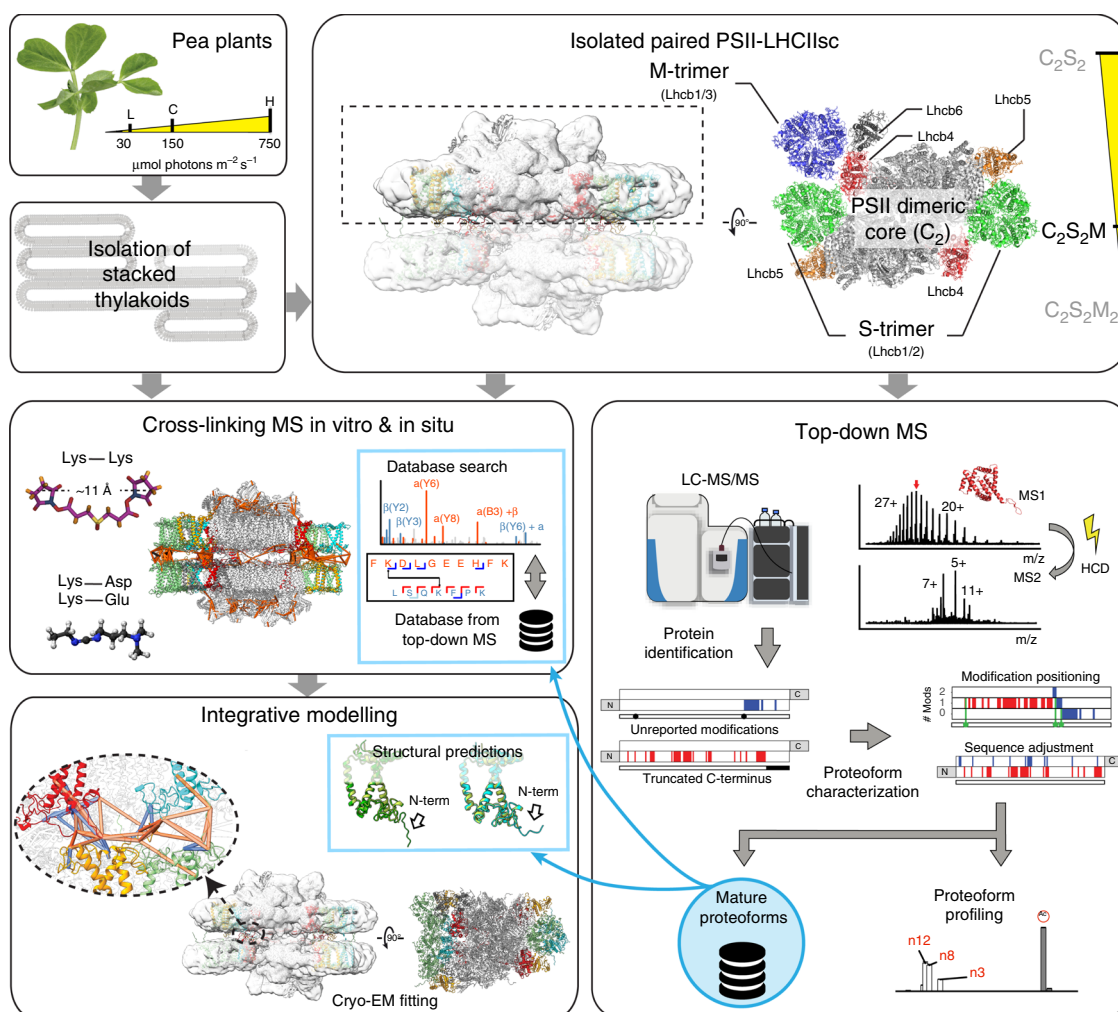 Pea plants
L
C
H
30
150
750
μmol photons m⁻² s⁻¹
Isolation of
stacked
thylakoids
Isolated paired PSII-LHCIIsc
M-trimer
(Lhcb1/3)
Lhcb6
Lhcb4
Lhcb5
90°
PSII dimeric
core (C₂)
Lhcb5
Lhcb4
S-trimer
(Lhcb1/2)
C₂S₂
C₂S₂M
C₂S₂M₂
Cross-linking MS in vitro & in situ
Lys — Lys
~11 Å
Lys — Asp
Lys — Glu
Database search
a(Y6)
β(Y2)
β(Y3)
a(Y8)
a(B3) +β
β(Y6) + a
F K D L G E E H F K
L S Q K F P K
Database from
top-down MS
Integrative modelling
Structural predictions
N-term
N-term
90°
Cryo-EM fitting
Top-down MS
LC-MS/MS
MS1
27+
20+
m/z
HCD
MS2
7+
5+
11+
m/z
Protein
identification
N
C
Unreported modifications
N
C
Truncated C-terminus
Modification positioning
# Mods
2
1
0
Sequence adjustment
N
C
Proteoform
characterization
Mature
proteoforms
Proteoform
profiling
n12
n8
n3